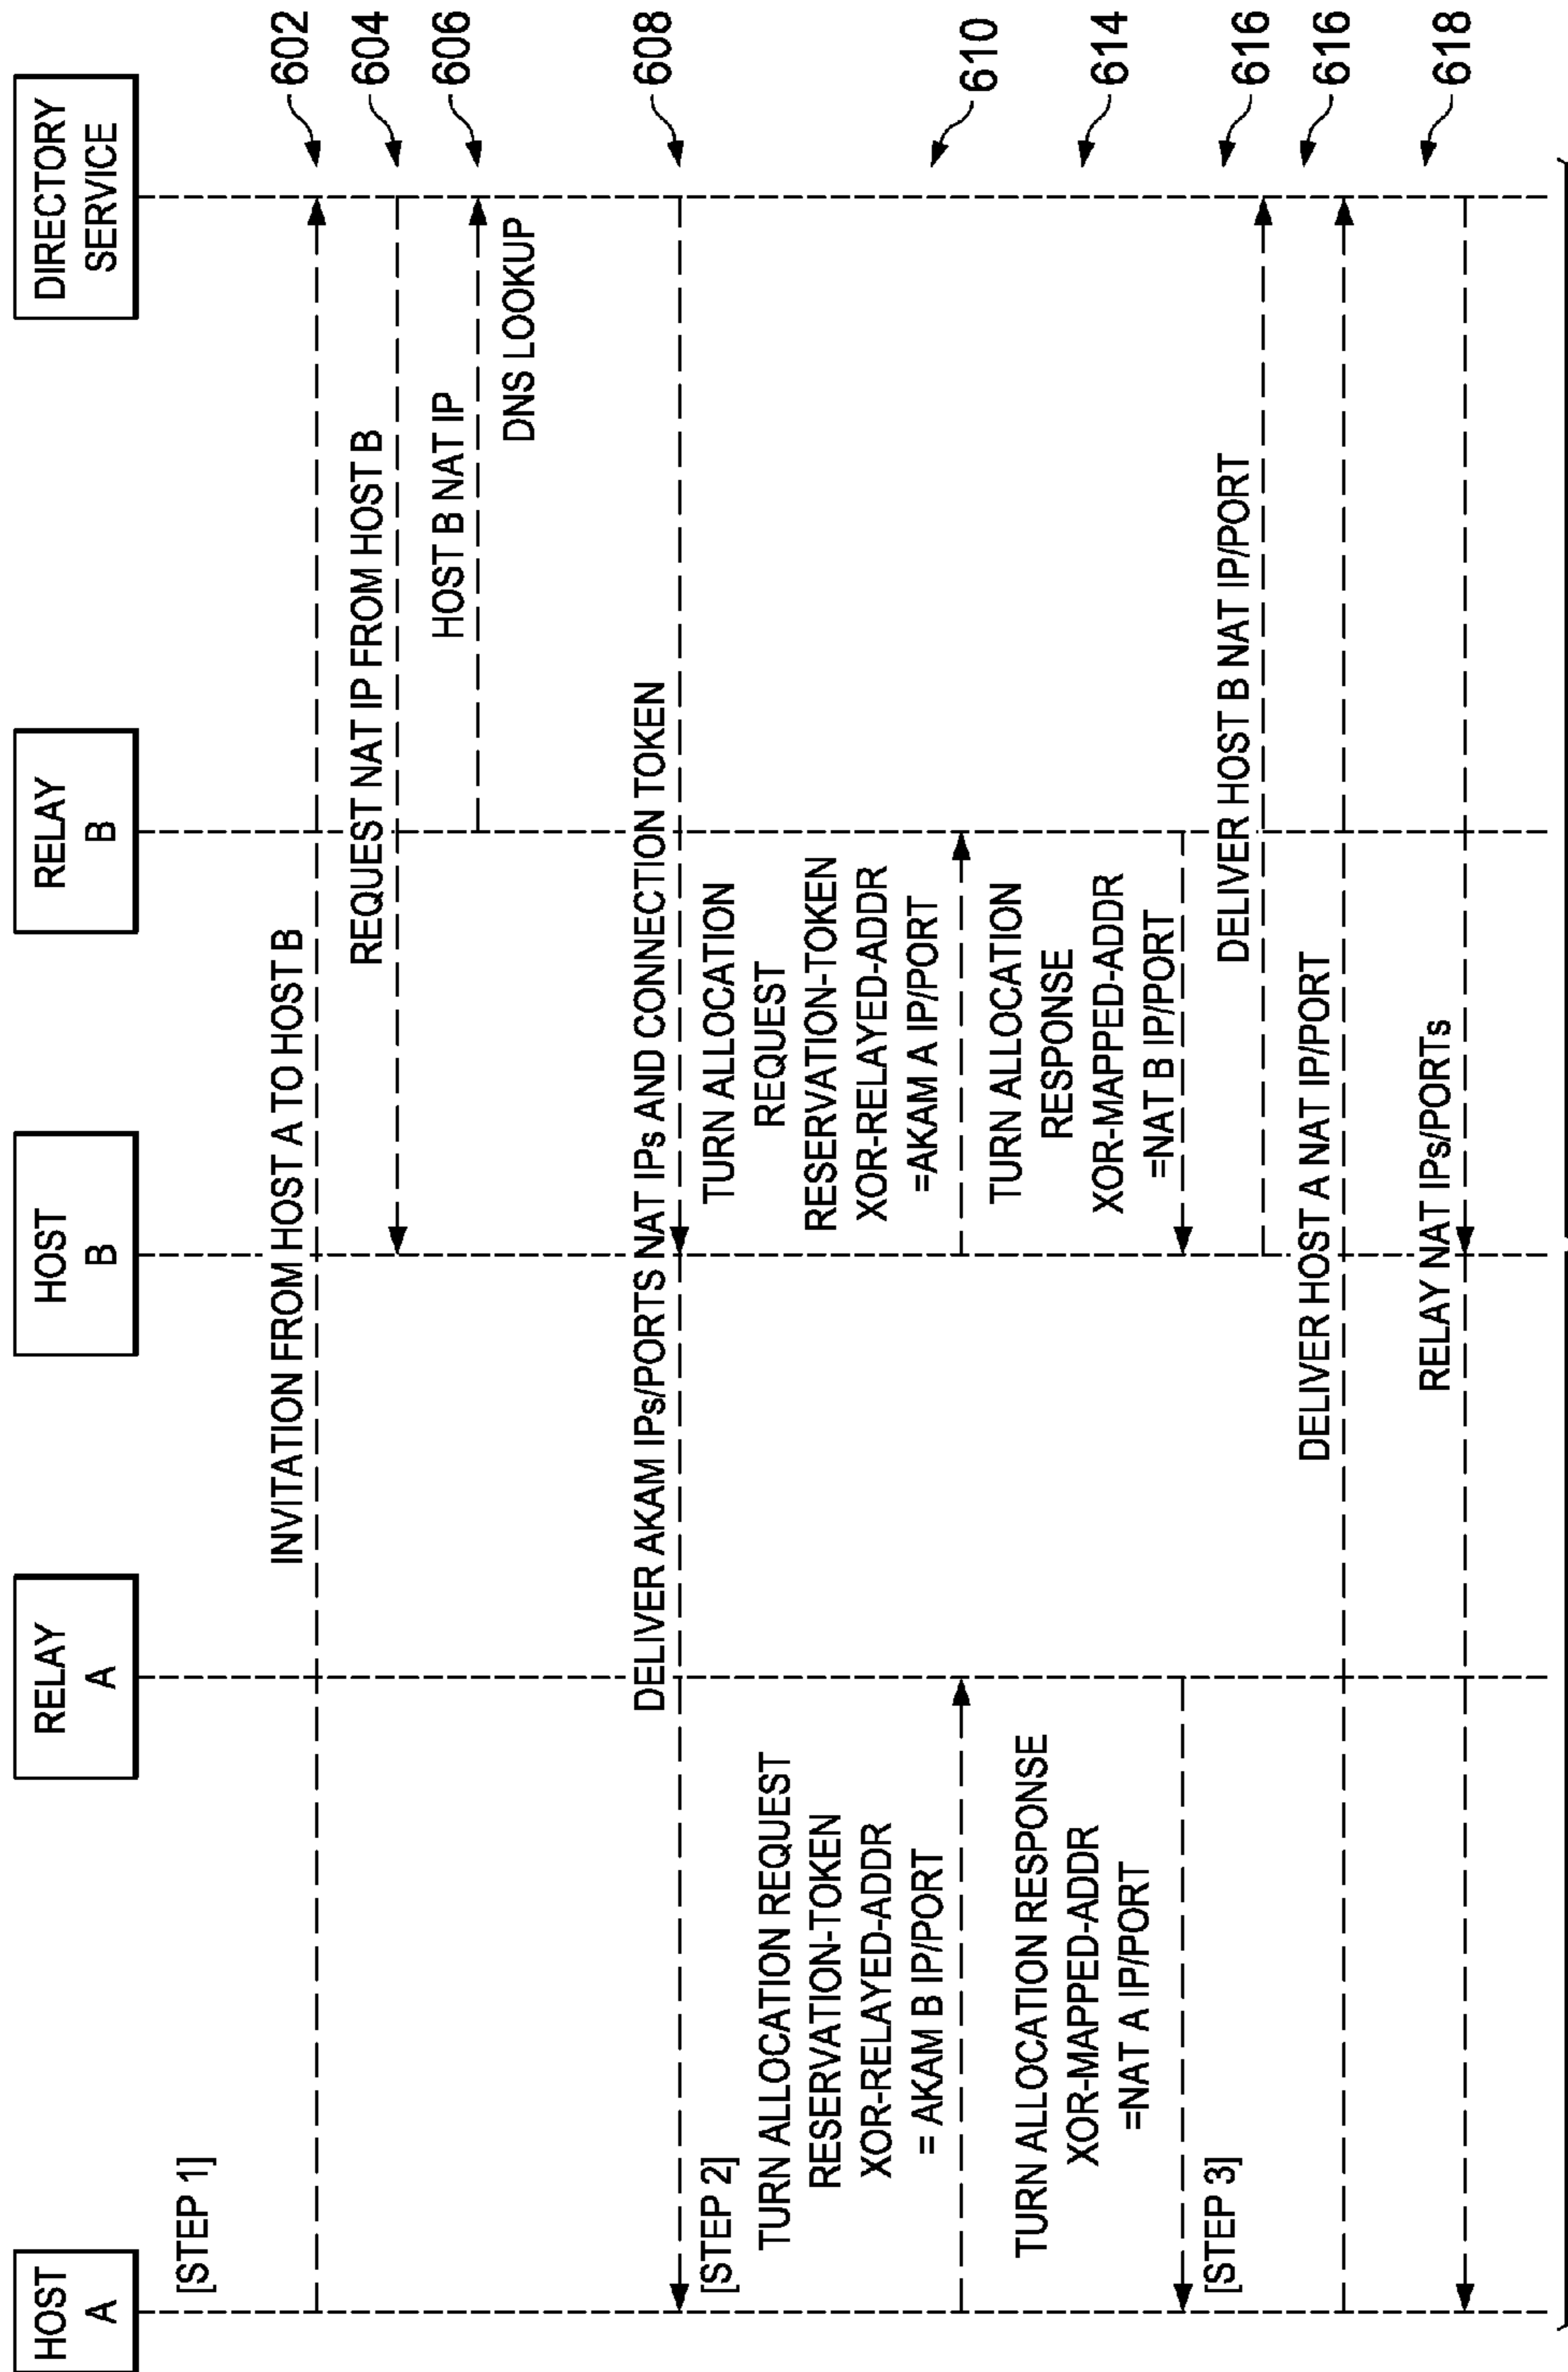 HOST
A
RELAY
A
HOST
B
RELAY
B
DIRECTORY
SERVICE
[STEP 1]
INVITATION FROM HOST A TO HOST B
602
REQUEST NAT IP FROM HOST B
604
HOST B NAT IP
606
DNS LOOKUP
DELIVER AKAM IPs/PORTS NAT IPs AND CONNECTION TOKEN
608
[STEP 2]
TURN ALLOCATION REQUEST
RESERVATION-TOKEN
XOR-RELAYED-ADDR
= AKAM B IP/PORT
TURN ALLOCATION
REQUEST
RESERVATION-TOKEN
XOR-RELAYED-ADDR
=AKAM A IP/PORT
610
TURN ALLOCATION RESPONSE
XOR-MAPPED-ADDR
=NAT A IP/PORT
TURN ALLOCATION
RESPONSE
XOR-MAPPED-ADDR
=NAT B IP/PORT
614
[STEP 3]
DELIVER HOST B NAT IP/PORT
616
DELIVER HOST A NAT IP/PORT
616
RELAY NAT IPs/PORTs
618